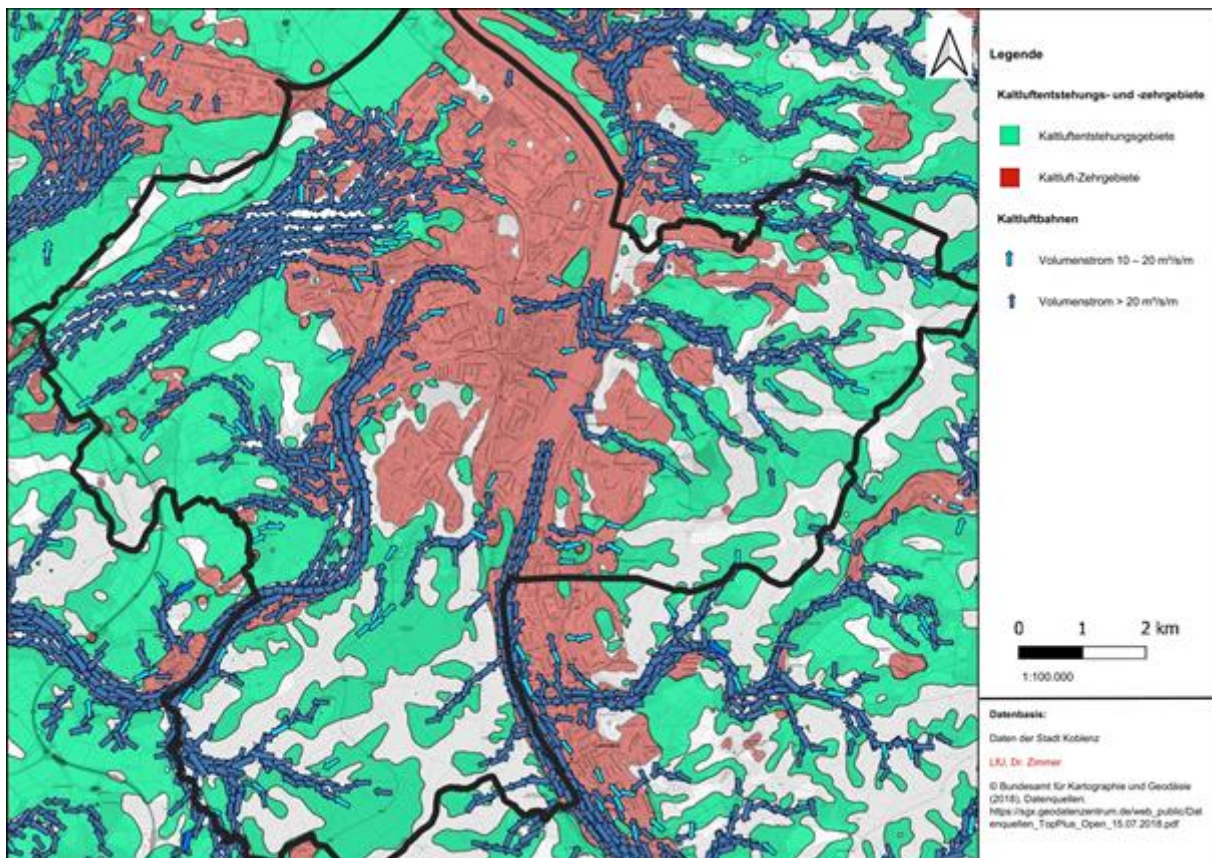 Legende
Kaltluftentstehungs- und -zehrgebiete
Kaltluftentstehungsgebiete
Kaltluft-Zehrgebiete
Kaltluftbahnen
Volumenstrom 10 – 20 m³/s/m
Volumenstrom > 20 m³/s/m
0 1 2 km
1:100.000
Datenbasis:
Daten der Stadt Koblenz
LfU, Dr. Zimmer
© Bundesamt für Kartographie und Geodäsie
(2018), Datenquellen:
https://sgx.geodatenzentrum.de/web_public/Dat
enquellen_TopPlus_Open_15.07.2018.pdf